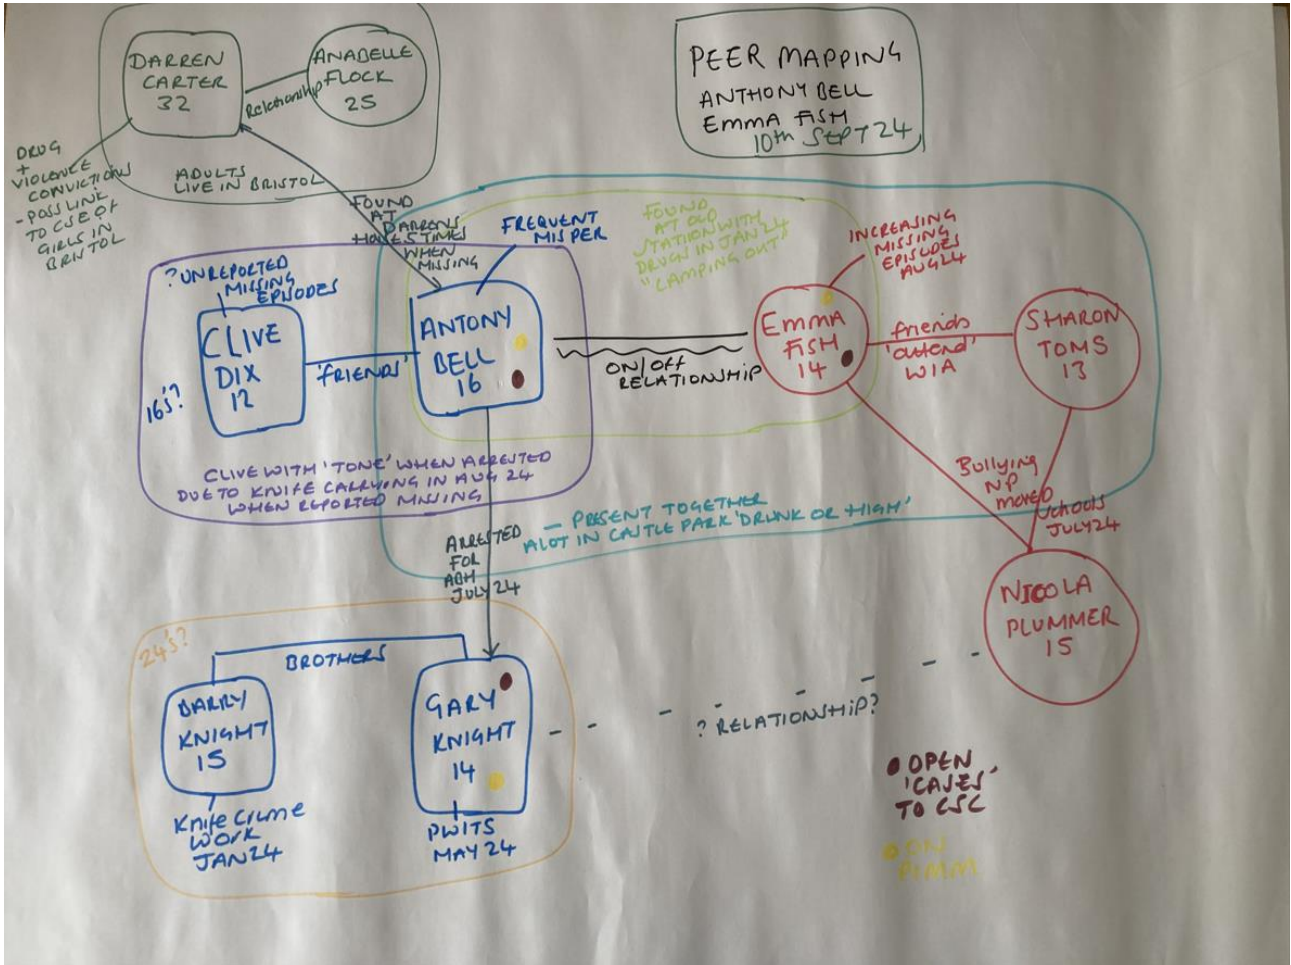 PEER MAPPING
ANTHONY BELL
EMMA FISH
10th SEPT 24
DARREN
CARTER
32
Relationship
ANABELLE
FLOCK
25
ADULTS
LIVE IN BRISTOL
DRUG
+
VIOLENCE
CONVICTIONS
- POSS LINK
TO CSE OF
GIRLS IN
BRISTOL
FOUND
AT
DARRENS
HOUSE 5 TIMES
WHEN
MISSING
FREQUENT
MISPER
FOUND
AT OLD
STATION WITH
DRUGS IN JAN 24
"CAMPING OUT"
INCREASING
MISSING
EPISODES
AUG 24
? UNREPORTED
MISSING
EPISODES
16's?
CLIVE
DIX
12
'FRIENDS'
ANTONY
BELL
16
ON/OFF
RELATIONSHIP
EMMA
FISH
14
friends
'attend'
WIA
SHARON
TOMS
13
CLIVE WITH 'TONE' WHEN ARRESTED
DUE TO KNIFE CARRYING IN AUG 24
WHEN REPORTED MISSING
- PRESENT TOGETHER
ALOT IN CASTLE PARK 'DRUNK OR HIGH'
Bullying
NP
moved
schools
JULY 24
ARRESTED
FOR
ABH
JULY 24
NICOLA
PLUMMER
15
24's?
BROTHERS
BARRY
KNIGHT
15
Knife Crime
WORK
JAN 24
GARY
KNIGHT
14
PWITS
MAY 24
? RELATIONSHIP?
OPEN
'CASES'
TO CSC
ON
PIMM